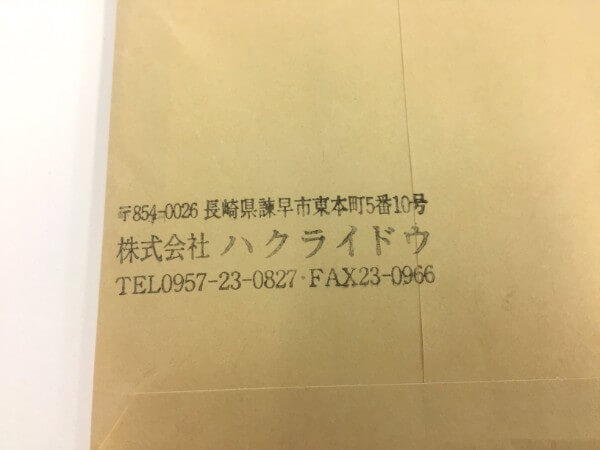 〒854-0026 長崎県諫早市東本町5番10号
株式会社 ハクライドウ
TEL0957-23-0827・FAX23-0966